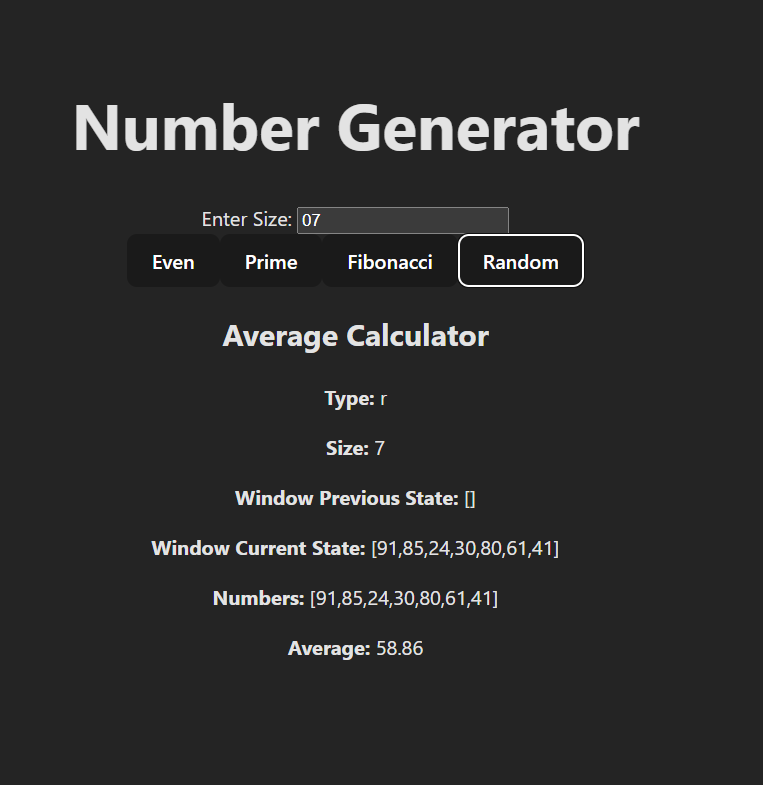 Number Generator
Enter Size: 07
Even Prime Fibonacci Random
Average Calculator
Type: r
Size: 7
Window Previous State: []
Window Current State: [91,85,24,30,80,61,41]
Numbers: [91,85,24,30,80,61,41]
Average: 58.86